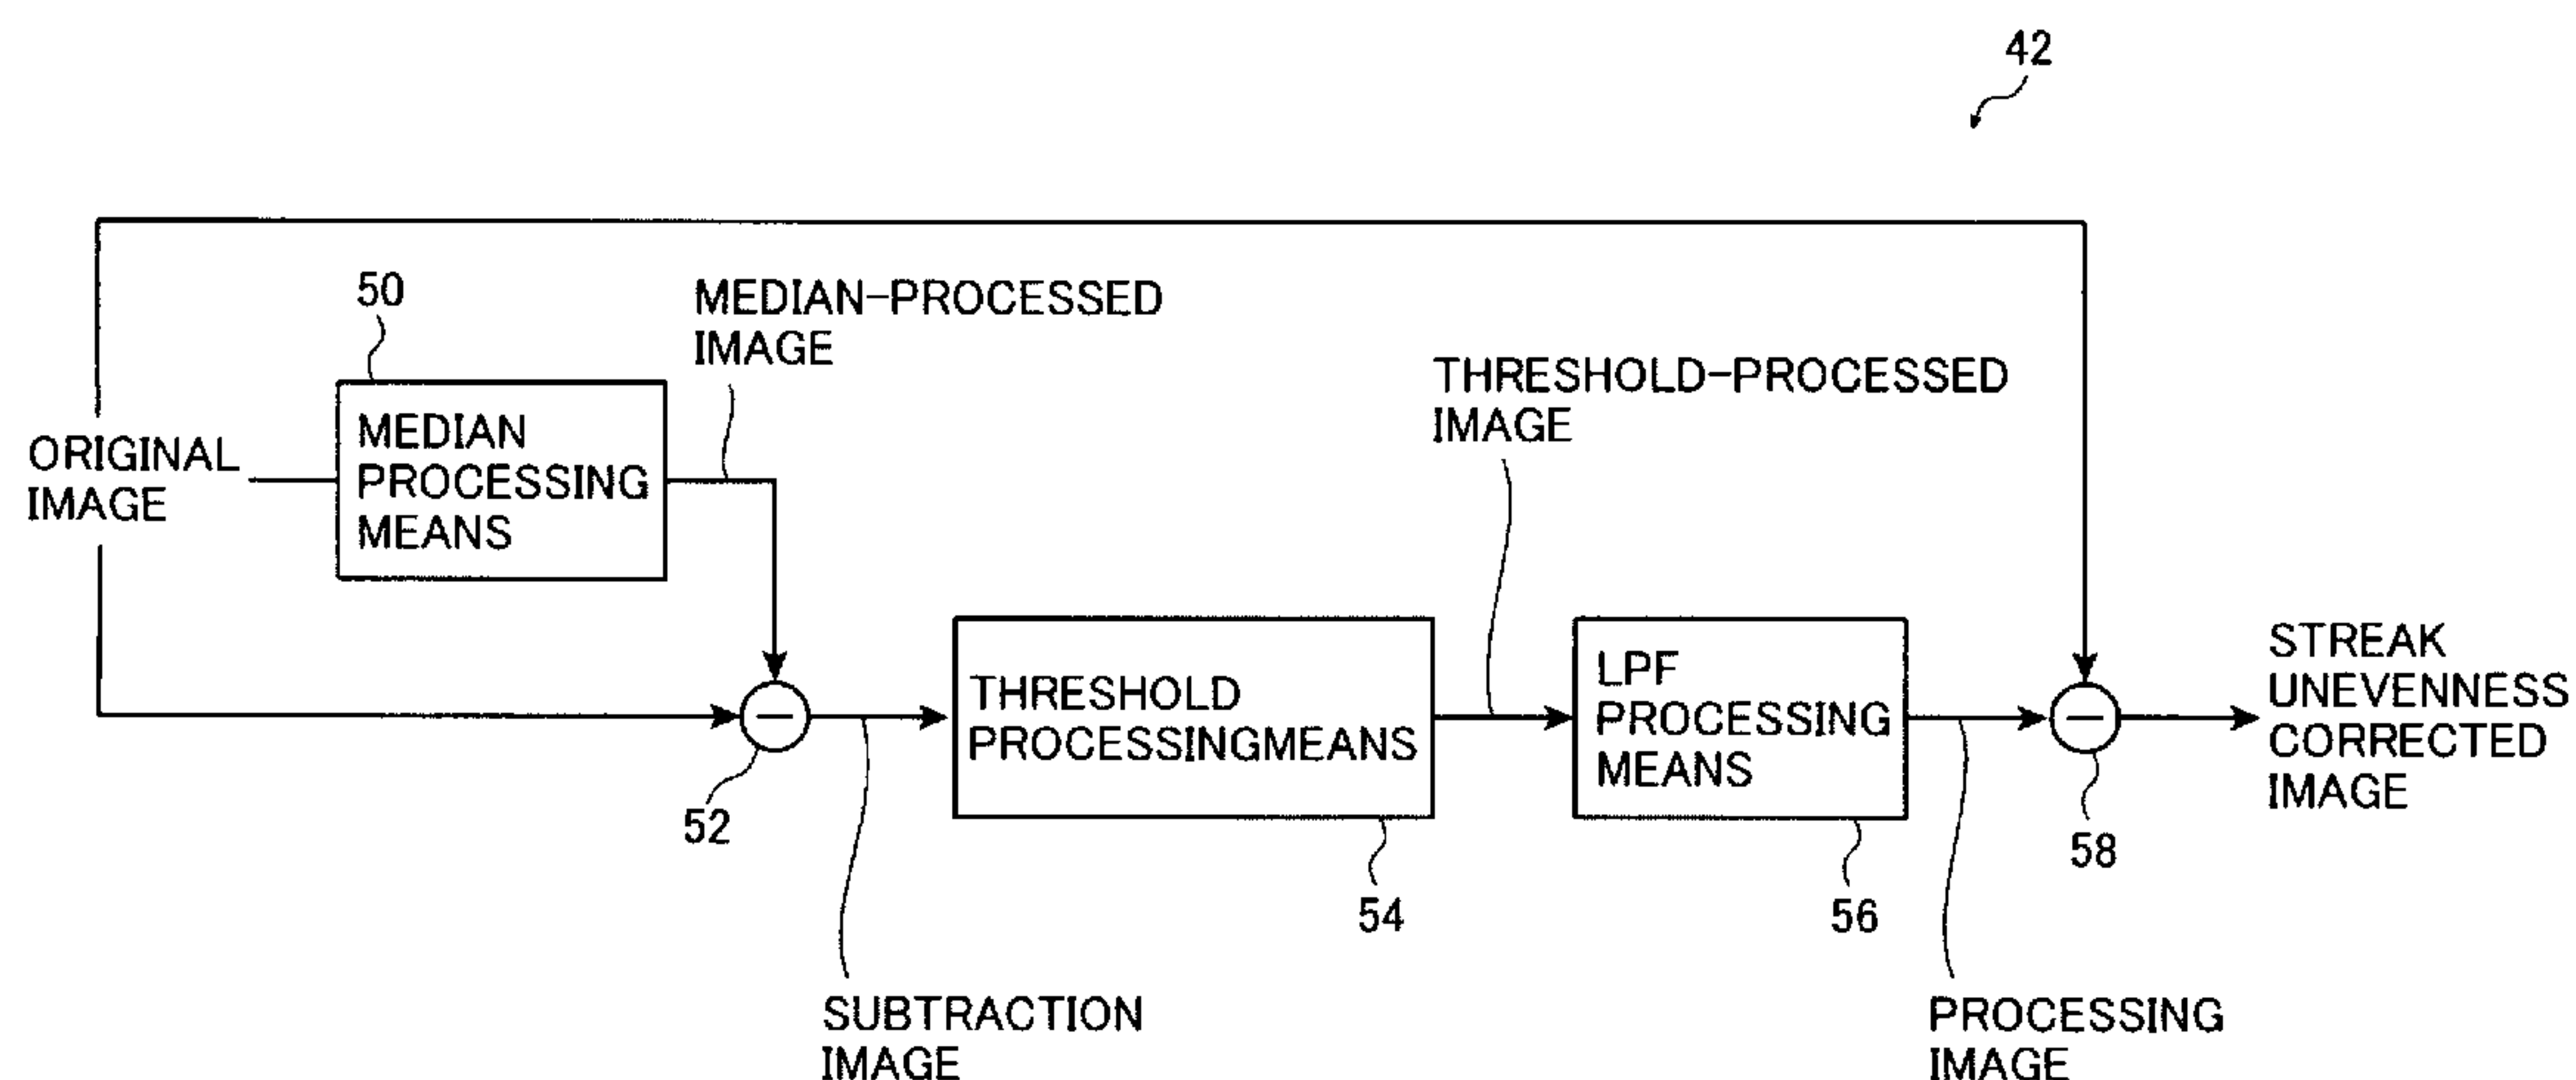 42
50
MEDIAN-PROCESSED
IMAGE
ORIGINAL
IMAGE
MEDIAN
PROCESSING
MEANS
THRESHOLD-PROCESSED
IMAGE
THRESHOLD
PROCESSINGMEANS
LPF
PROCESSING
MEANS
STREAK
UNEVENNESS
CORRECTED
IMAGE
52
54
56
58
SUBTRACTION
IMAGE
PROCESSING
IMAGE